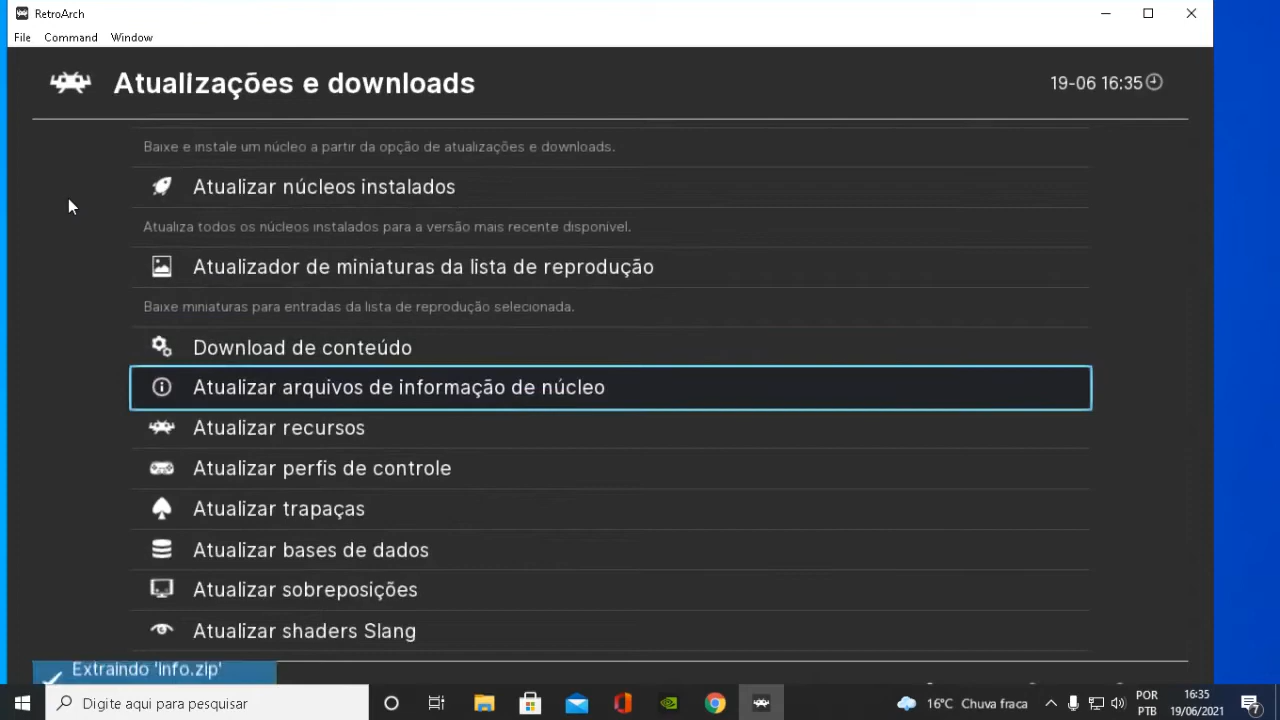 RetroArch
File Command Window
Atualizações e downloads
19-06 16:35
Baixe e instale um núcleo a partir da opção de atualizações e downloads.
Atualizar núcleos instalados
Atualiza todos os núcleos instalados para a versão mais recente disponível.
Atualizador de miniaturas da lista de reprodução
Baixe miniaturas para entradas da lista de reprodução selecionada.
Download de conteúdo
Atualizar arquivos de informação de núcleo
Atualizar recursos
Atualizar perfis de controle
Atualizar trapaças
Atualizar bases de dados
Atualizar sobreposições
Atualizar shaders Slang
Extraindo 'info.zip'
Digite aqui para pesquisar
16°C Chuva fraca
POR
PTB
16:35
19/06/2021
7